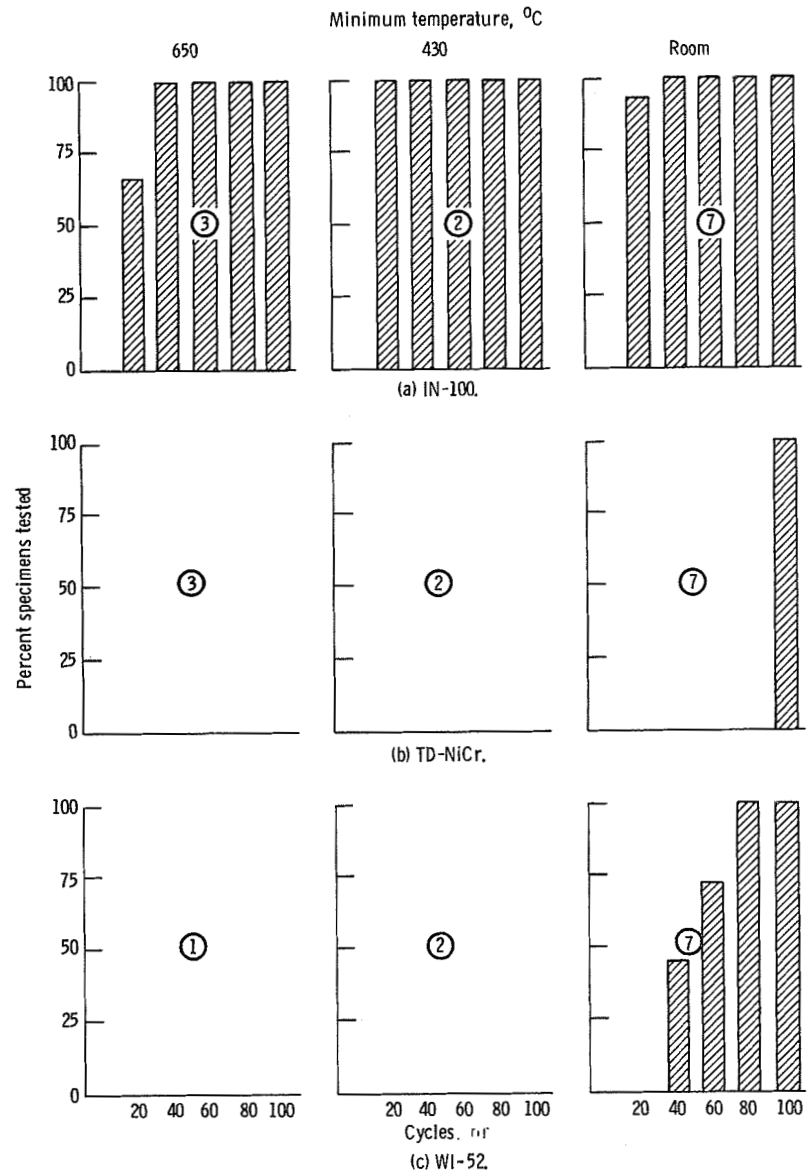 Minimum temperature, °C
650 430 Room
100
75
50
25
0
3 2 7
(a) IN-100.
Percent specimens tested
100
75
50
25
0
3 2 7
(b) TD-NiCr.
100
75
50
25
0
1 2 7
20 40 60 80 100 20 40 60 80 100 20 40 60 80 100
Cycles,
(c) WI-52.